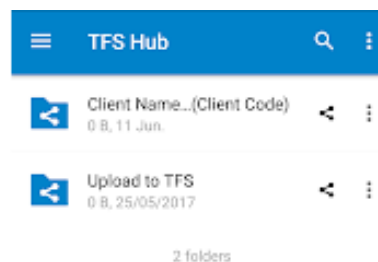 TFS Hub
Client Name...(Client Code)
0 B, 11 Jun.
Upload to TFS
0 B, 25/05/2017
2 folders